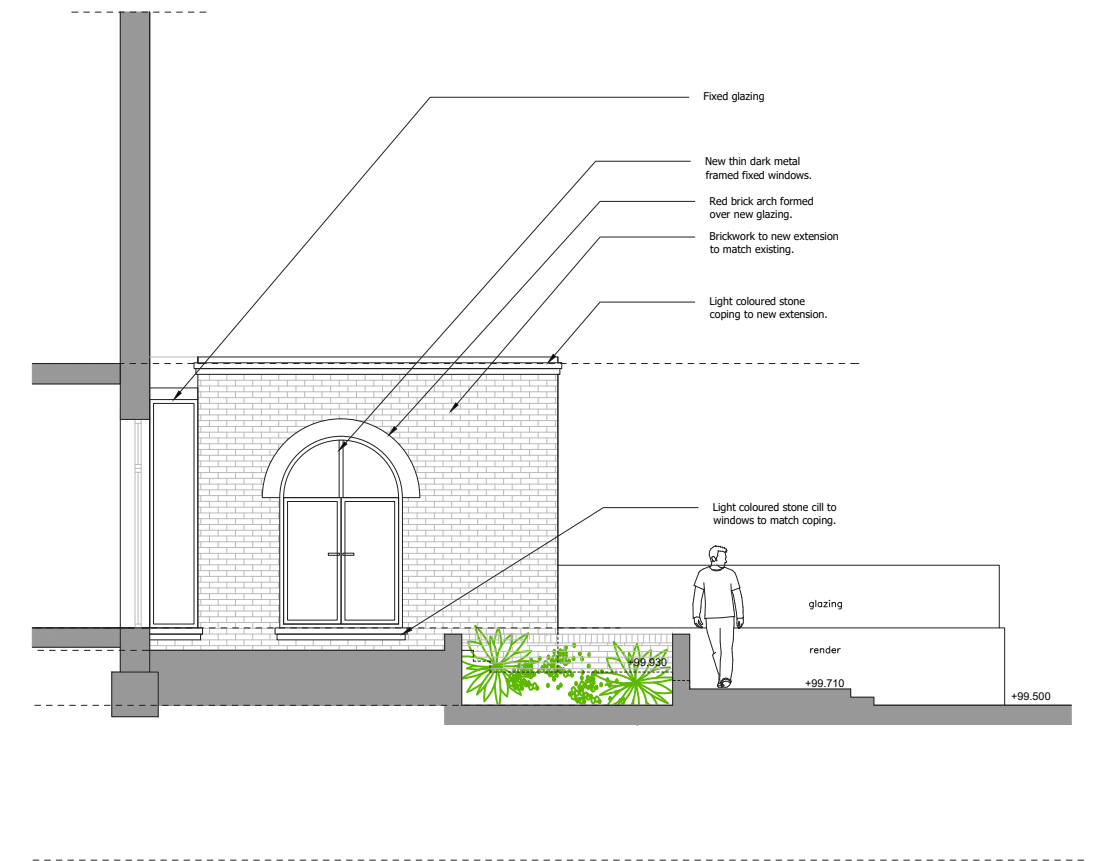 Fixed glazing
New thin dark metal
framed fixed windows.
Red brick arch formed
over new glazing.
Brickwork to new extension
to match existing.
Light coloured stone
coping to new extension.
Light coloured stone cill to
windows to match coping.
glazing
render
+99.930
+99.710
+99.500